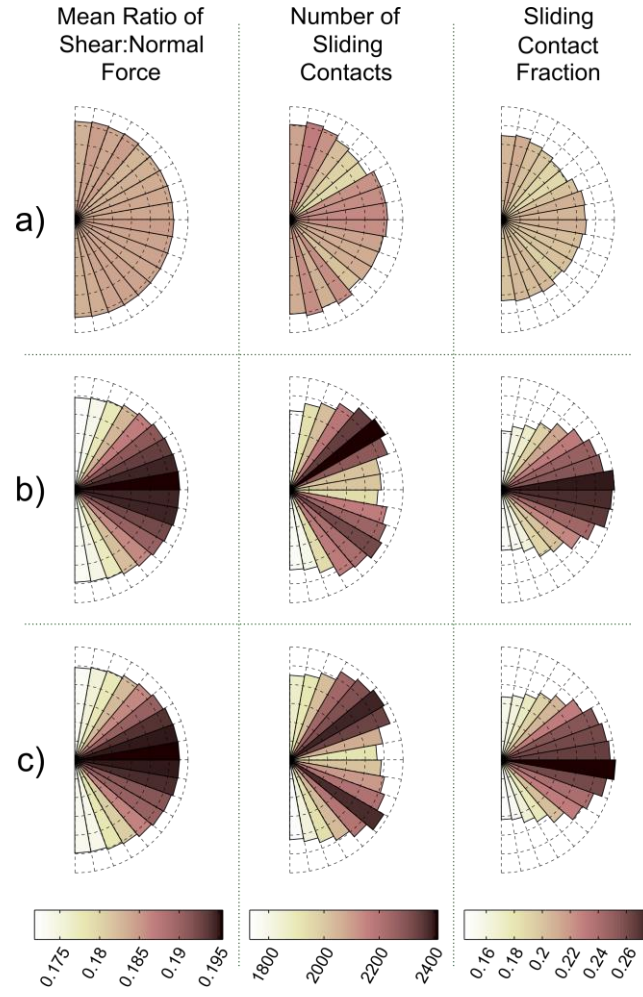 Mean Ratio of
Shear:Normal
Force
Number of
Sliding
Contacts
Sliding
Contact
Fraction
a)
b)
c)
0.175
0.18
0.185
0.19
0.195
1800
2000
2200
2400
0.16
0.18
0.2
0.22
0.24
0.26